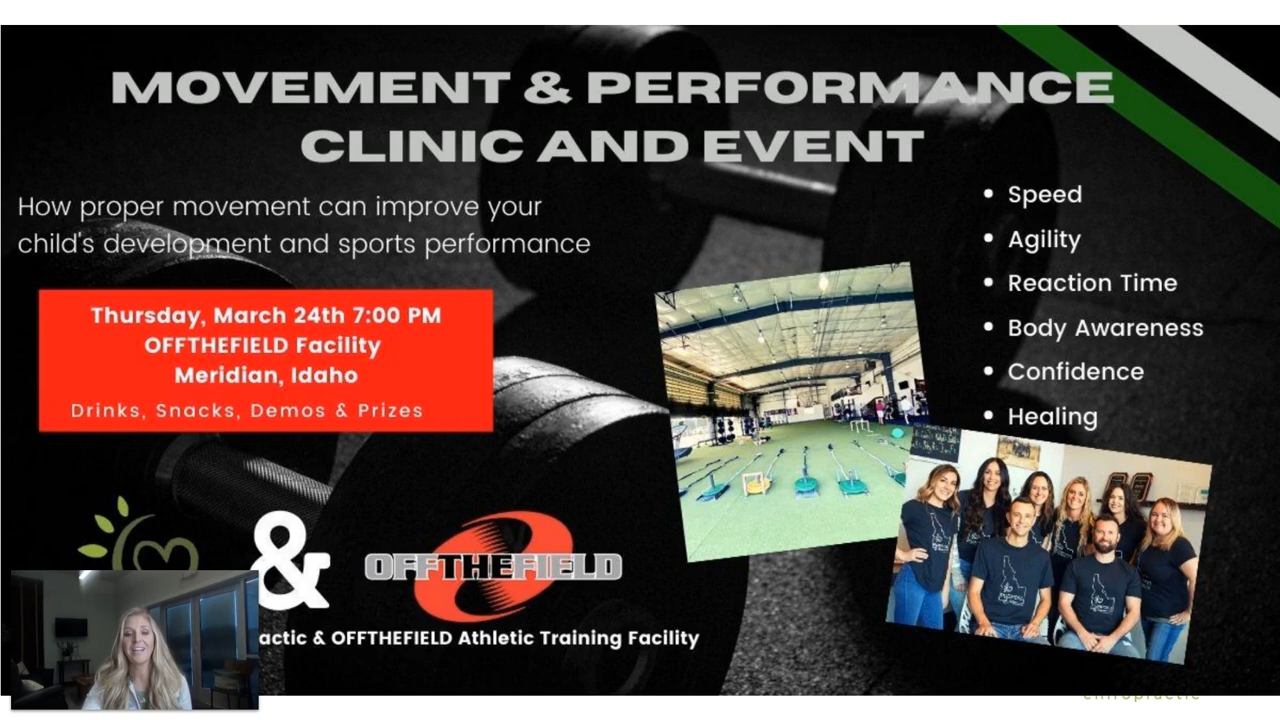 MOVEMENT & PERFORMANCE
CLINIC AND EVENT
How proper movement can improve your
child's development and sports performance
Thursday, March 24th 7:00 PM
OFFTHEFIELD Facility
Meridian, Idaho
Drinks, Snacks, Demos & Prizes
• Speed
• Agility
• Reaction Time
• Body Awareness
• Confidence
• Healing
&
OFFTHEFIELD
actic & OFFTHEFIELD Athletic Training Facility
chiropractic